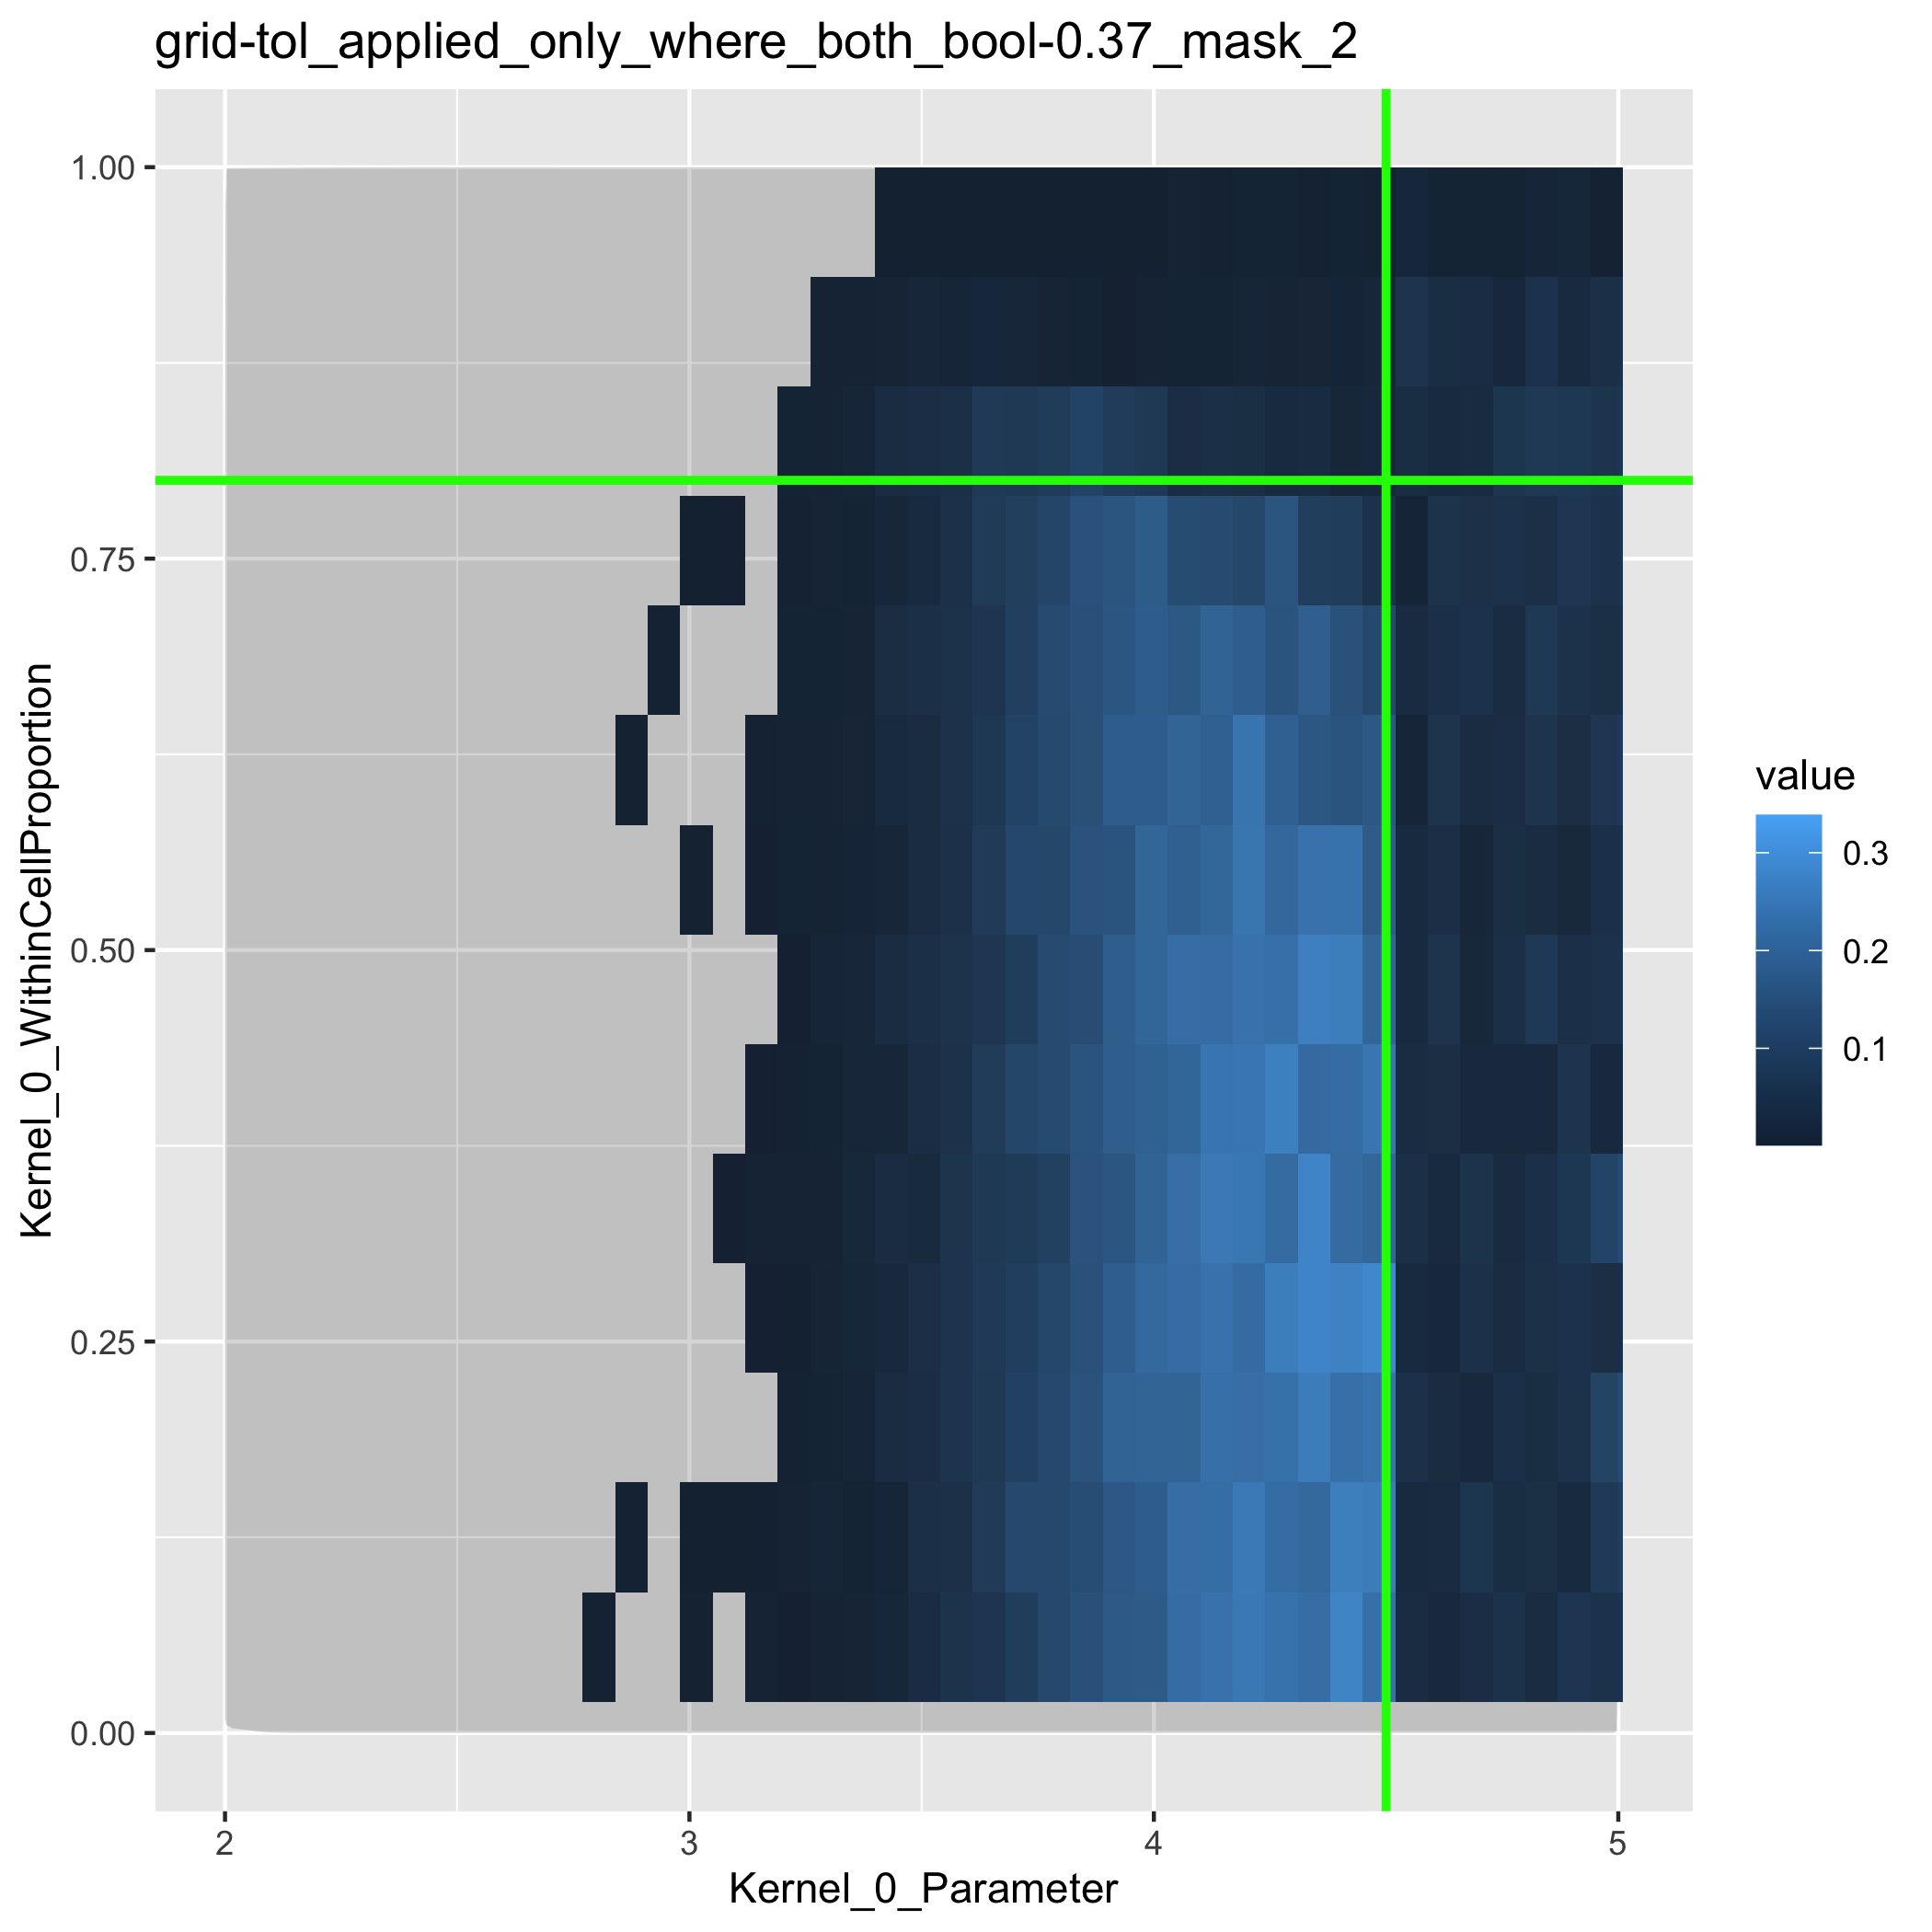 grid-tol_applied_only_where_both_bool-0.37_mask_2
1.00
0.75
0.50
0.25
0.00
Kernel_0_WithinCellProportion
2 3 4 5
Kernel_0_Parameter
value
0.3
0.2
0.1